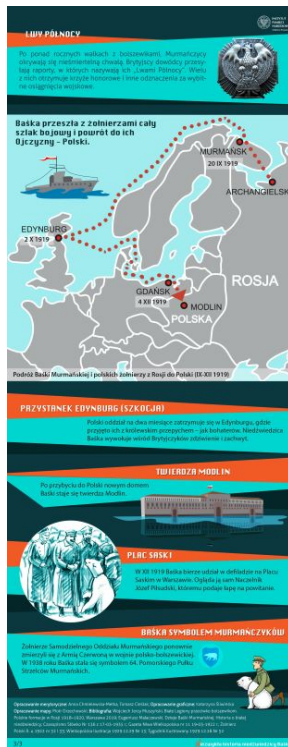 INSTYTUT
PAMIĘCI
NARODOWEJ
LWY PÓŁNOCY
Po ponad rocznych walkach z bolszewikami, Murmańczycy
okrywają się nieśmiertelną chwałą. Brytyjscy dowódcy przesy-
łają raporty, w których nazywają ich „Lwami Północy”. Wielu
z nich otrzymuje krzyże honorowe i inne odznaczenia za wybit-
ne osiągnięcia wojskowe.
Baśka przeszła z żołnierzami cały
szlak bojowy i powrót do ich
Ojczyzny - Polski.
MURMAŃSK
20 IX 1919
ARCHANGIELSK
EDYNBURG
2 X 1919
GDAŃSK
4 XII 1919
ROSJA
MODLIN
POLSKA
Podróż Baśki Murmańskiej i polskich żołnierzy z Rosji do Polski (IX-XII 1919)
PRZYSTANEK EDYNBURG (SZKOCJA)
Polski oddział na dwa miesiące zatrzymuje się w Edynburgu, gdzie
przyjęto ich z królewskim przepychem – jak bohaterów. Niedźwiedzica
Baśka wywołuje wśród Brytyjczyków zdziwienie i zachwyt.
TWIERDZA MODLIN
Po przybyciu do Polski nowym domem
Baśki staje się twierdza Modlin.
PLAC SASKI
W XII 1919 Baśka bierze udział w defiladzie na Placu
Saskim w Warszawie. Ogląda ją sam Naczelnik
Józef Piłsudski, któremu podaje łapę na powitanie.
BAŚKA SYMBOLEM MURMAŃCZYKÓW
Żołnierze Samodzielnego Oddziału Murmańskiego ponownie
zmierzyli się z Armią Czerwoną w wojnie polsko-bolszewickiej.
W 1938 roku Baśka stała się symbolem 64. Pomorskiego Pułku
Strzelców Murmańskich.
3/3